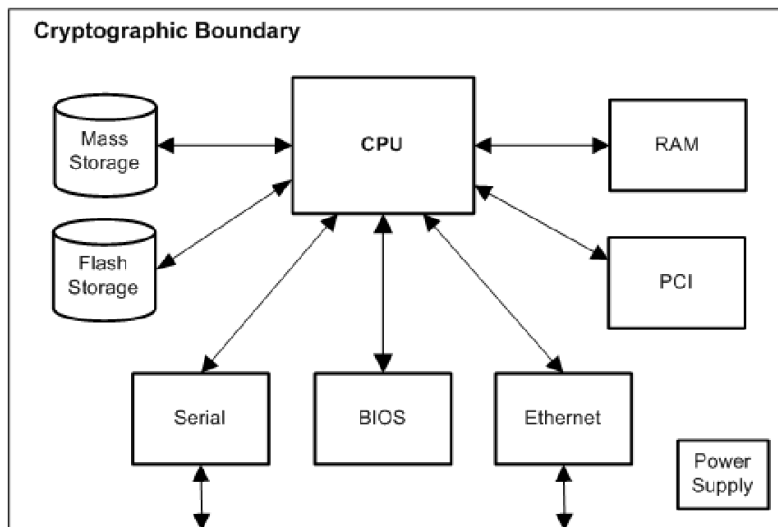 Cryptographic Boundary
Mass
Storage
CPU
RAM
Flash
Storage
PCI
Serial
BIOS
Ethernet
Power
Supply